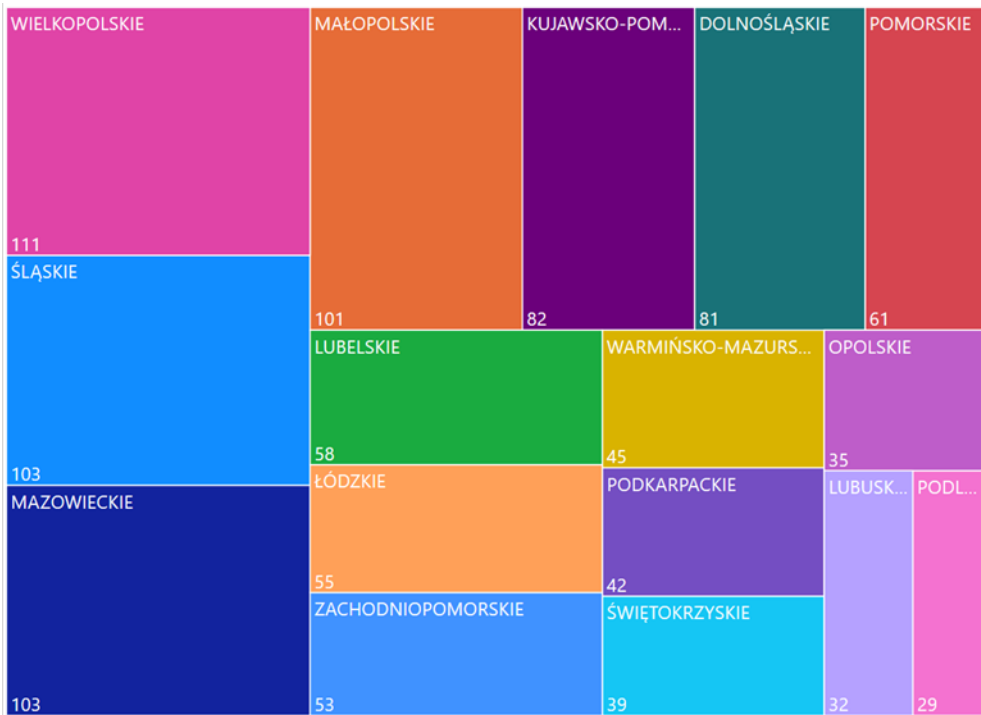 WIELKOPOLSKIE
111
ŚLĄSKIE
103
MAZOWIECKIE
103
MAŁOPOLSKIE
101
KUJAWSKO-POM...
82
DOLNOŚLĄSKIE
81
POMORSKIE
61
LUBELSKIE
58
ŁÓDZKIE
55
ZACHODNIOPOMORSKIE
53
WARMIŃSKO-MAZURS...
45
PODKARPACKIE
42
ŚWIĘTOKRZYSKIE
39
OPOLSKIE
35
LUBUSK...
32
PODL...
29